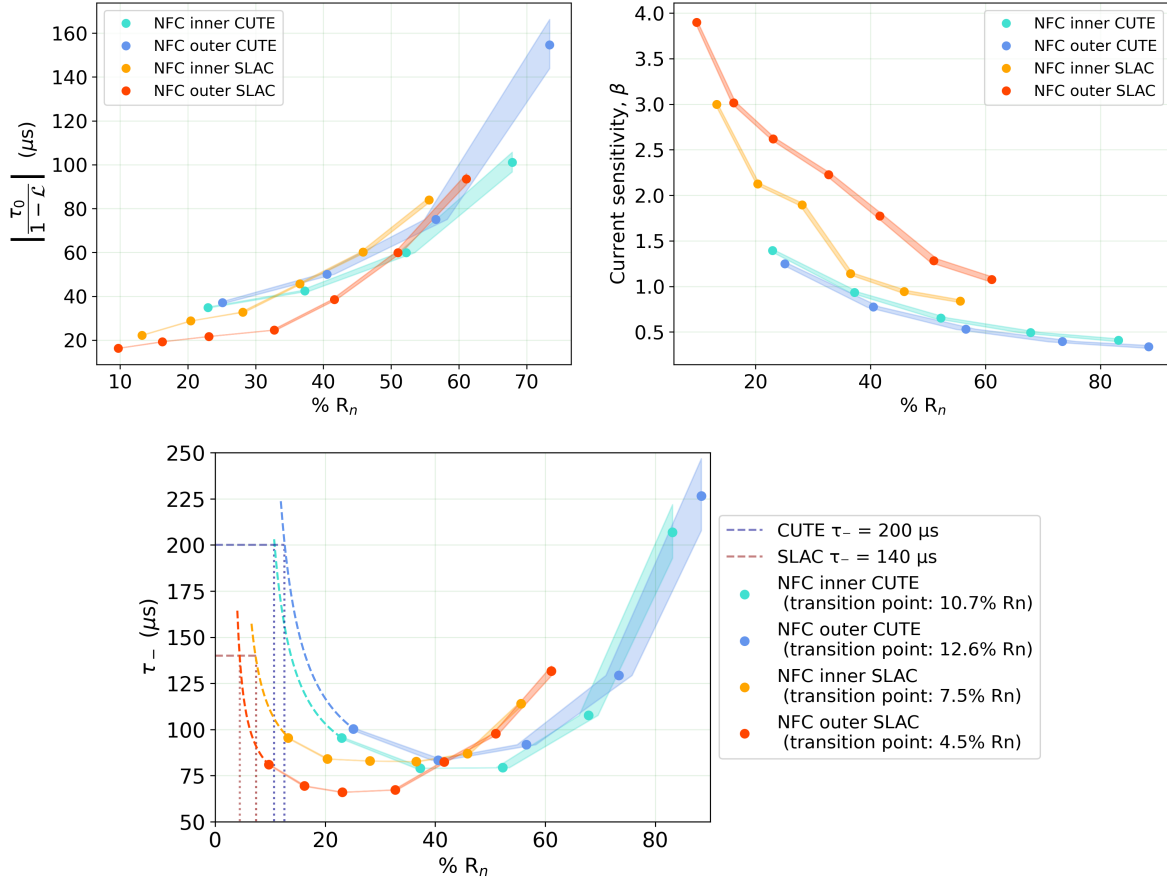 NFC inner CUTE
NFC outer CUTE
NFC inner SLAC
NFC outer SLAC
160
140
120
100
80
60
40
20
|τ₀ / 1 − ℒ| (μs)
10 20 30 40 50 60 70
% Rₙ
NFC inner CUTE
NFC outer CUTE
NFC inner SLAC
NFC outer SLAC
4.0
3.5
3.0
2.5
2.0
1.5
1.0
0.5
Current sensitivity, β
20 40 60 80
% Rₙ
250
225
200
175
150
125
100
75
50
τ₋ (μs)
0 20 40 60 80
% Rₙ
CUTE τ₋ = 200 μs
SLAC τ₋ = 140 μs
NFC inner CUTE
(transition point: 10.7% Rn)
NFC outer CUTE
(transition point: 12.6% Rn)
NFC inner SLAC
(transition point: 7.5% Rn)
NFC outer SLAC
(transition point: 4.5% Rn)